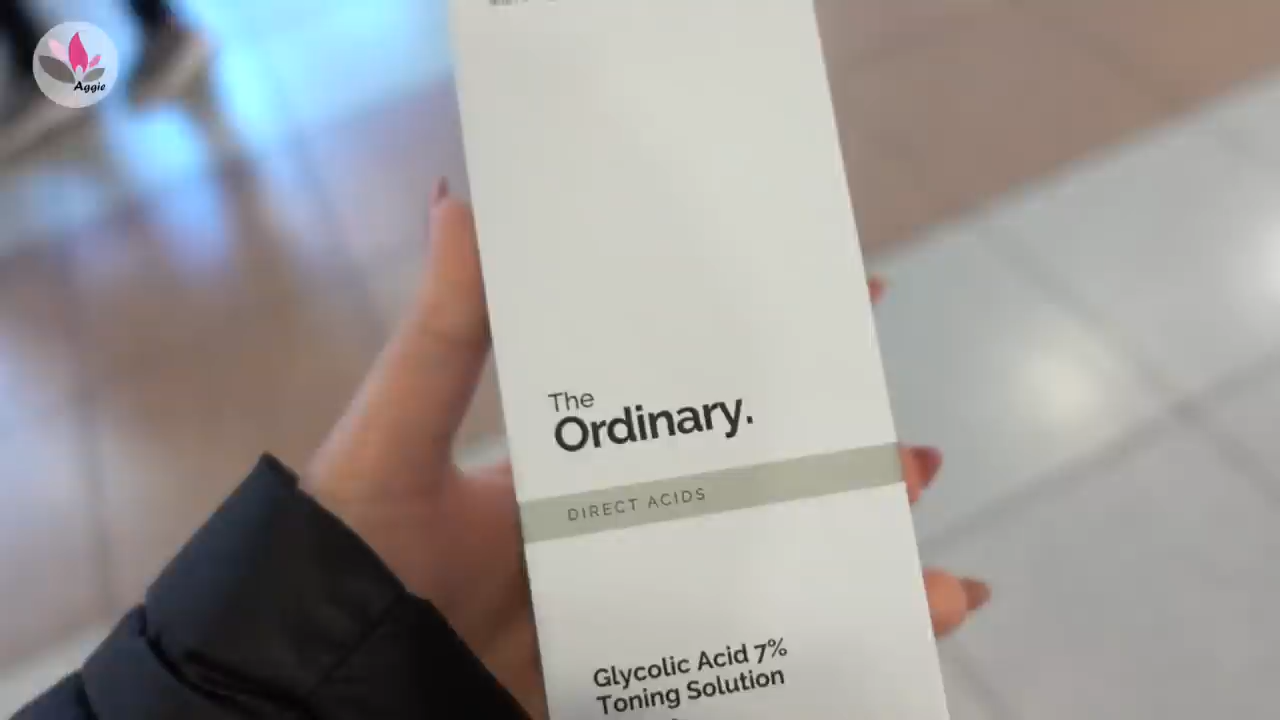 Aggie
The
Ordinary.
DIRECT ACIDS
Glycolic Acid 7%
Toning Solution